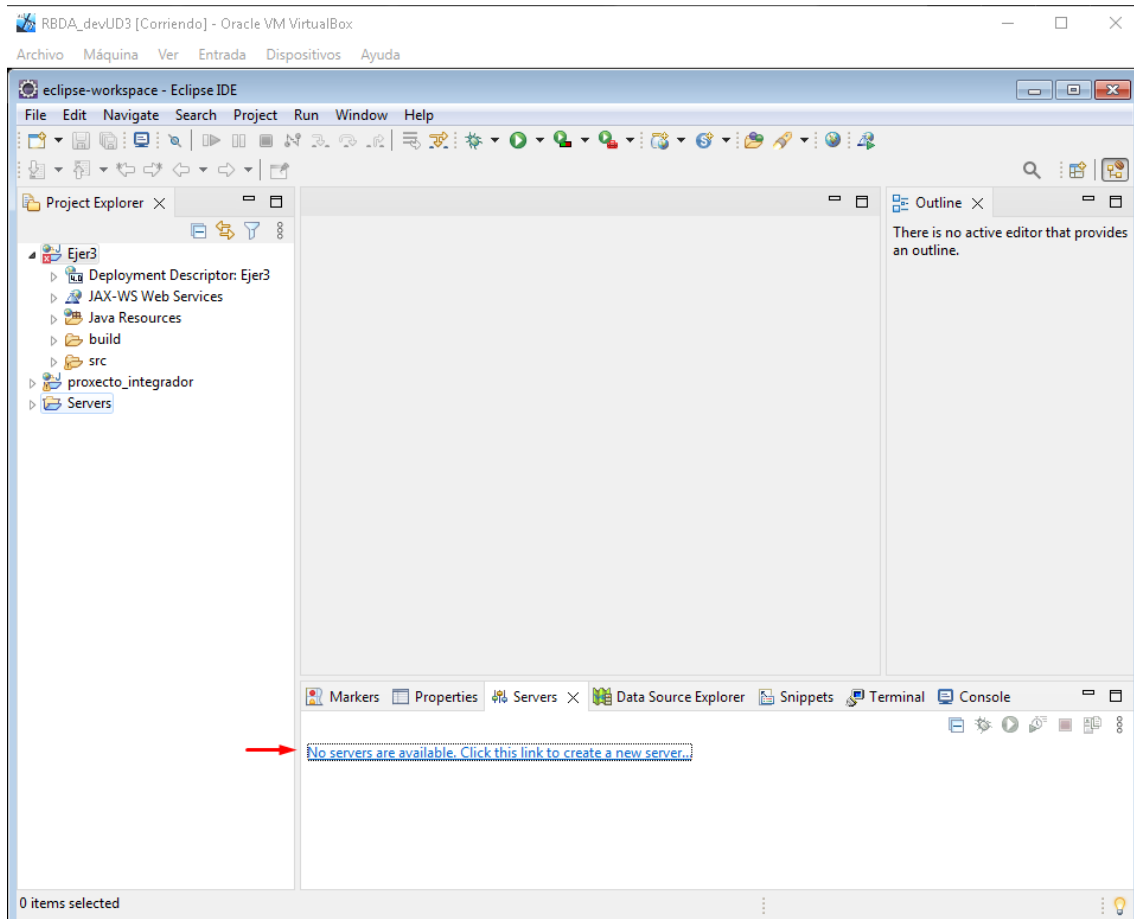 RBDA_devUD3 [Corriendo] - Oracle VM VirtualBox
Archivo Máquina Ver Entrada Dispositivos Ayuda
eclipse-workspace - Eclipse IDE
File Edit Navigate Search Project Run Window Help
Project Explorer
Outline
There is no active editor that provides
an outline.
Ejer3
Deployment Descriptor: Ejer3
JAX-WS Web Services
Java Resources
build
src
proxecto_integrador
Servers
Markers Properties Servers Data Source Explorer Snippets Terminal Console
No servers are available. Click this link to create a new server...
0 items selected